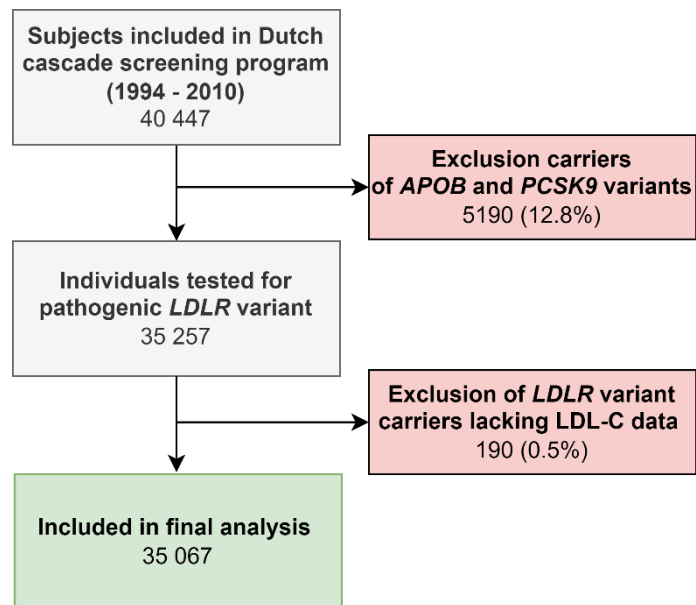 Subjects included in Dutch
cascade screening program
(1994 - 2010)
40 447
Exclusion carriers
of APOB and PCSK9 variants
5190 (12.8%)
Individuals tested for
pathogenic LDLR variant
35 257
Exclusion of LDLR variant
carriers lacking LDL-C data
190 (0.5%)
Included in final analysis
35 067